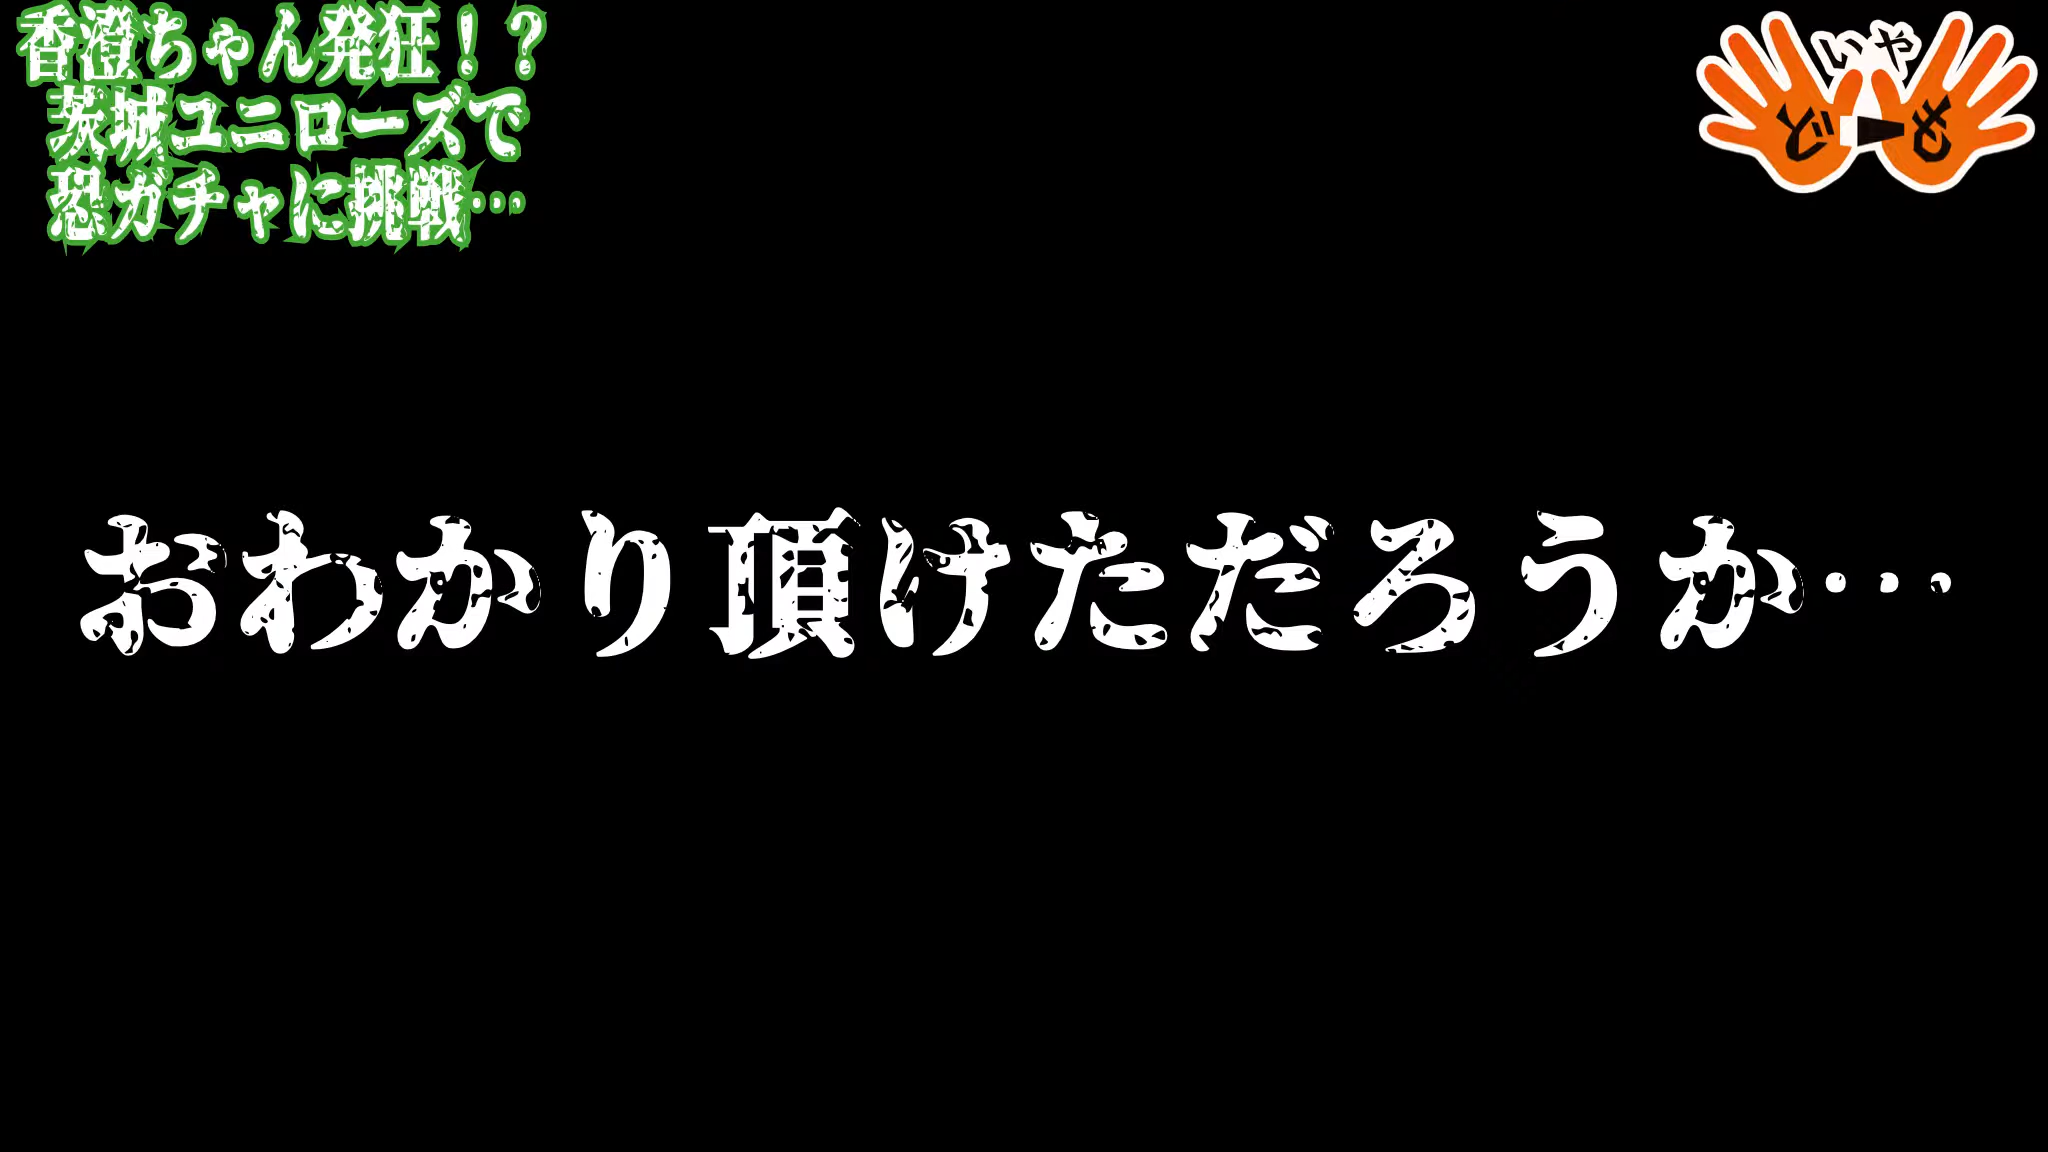 香澄ちゃん発狂！？
茨城ユニローズで
恐ガチャに挑戦…
いや
ど－も
おわかり頂けただろうか…